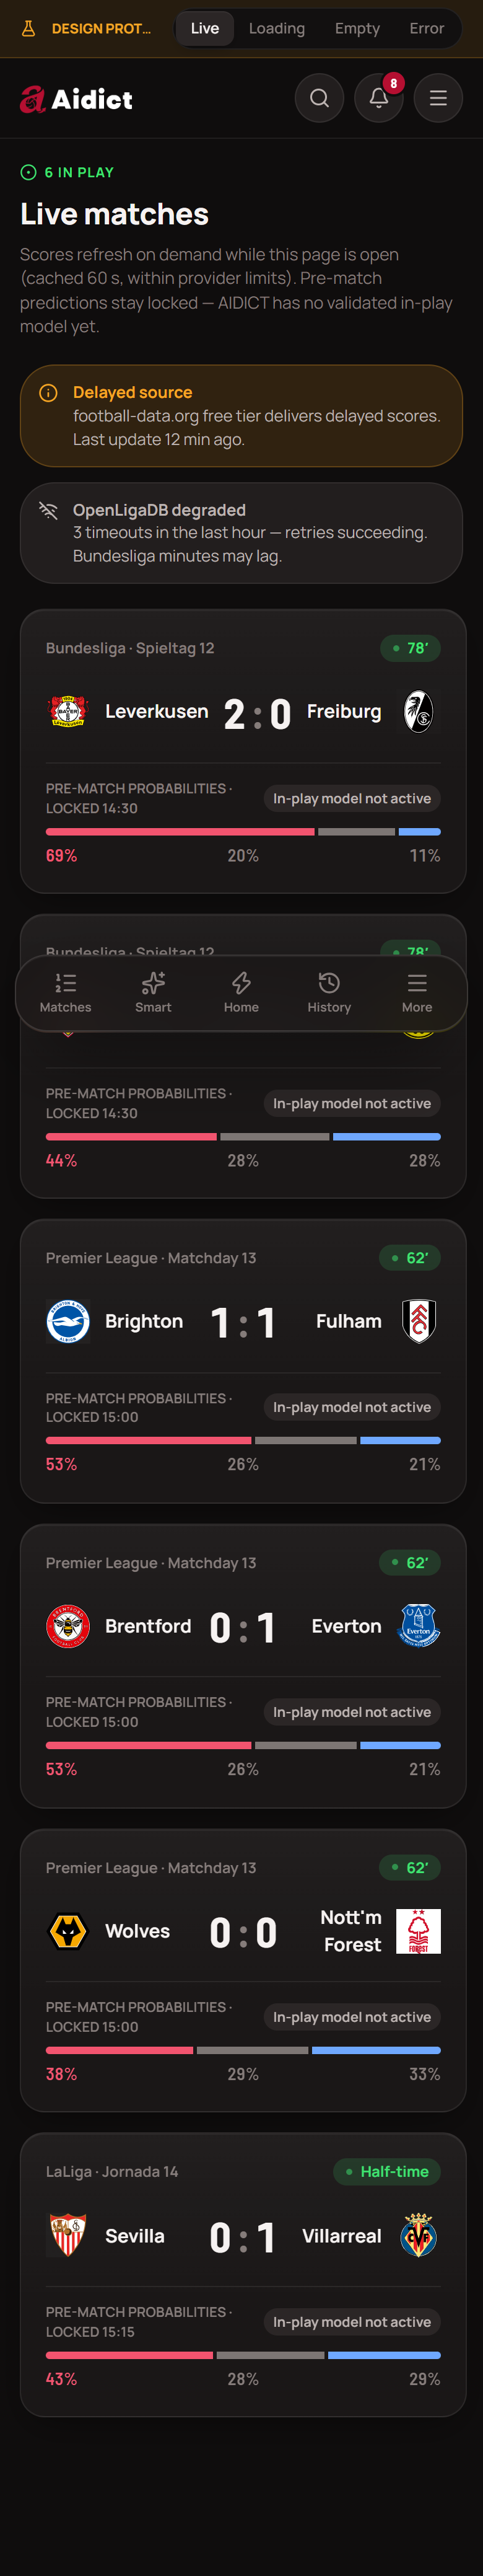 DESIGN PROT…
Live
Loading
Empty
Error
Aidict
8
6 IN PLAY
Live matches
Scores refresh on demand while this page is open
(cached 60 s, within provider limits). Pre-match
predictions stay locked — AIDICT has no validated in-play
model yet.
Delayed source
football-data.org free tier delivers delayed scores.
Last update 12 min ago.
OpenLigaDB degraded
3 timeouts in the last hour — retries succeeding.
Bundesliga minutes may lag.
Bundesliga · Spieltag 12
78′
Leverkusen
2 : 0
Freiburg
PRE-MATCH PROBABILITIES ·
LOCKED 14:30
In-play model not active
69%
20%
11%
Bundesliga · Spieltag 12
78′
Matches
Smart
Home
History
More
PRE-MATCH PROBABILITIES ·
LOCKED 14:30
In-play model not active
44%
28%
28%
Premier League · Matchday 13
62′
Brighton
1 : 1
Fulham
PRE-MATCH PROBABILITIES ·
LOCKED 15:00
In-play model not active
53%
26%
21%
Premier League · Matchday 13
62′
Brentford
0 : 1
Everton
PRE-MATCH PROBABILITIES ·
LOCKED 15:00
In-play model not active
53%
26%
21%
Premier League · Matchday 13
62′
Wolves
0 : 0
Nott'm
Forest
FOREST
PRE-MATCH PROBABILITIES ·
LOCKED 15:00
In-play model not active
38%
29%
33%
LaLiga · Jornada 14
Half-time
Sevilla
0 : 1
Villarreal
PRE-MATCH PROBABILITIES ·
LOCKED 15:15
In-play model not active
43%
28%
29%